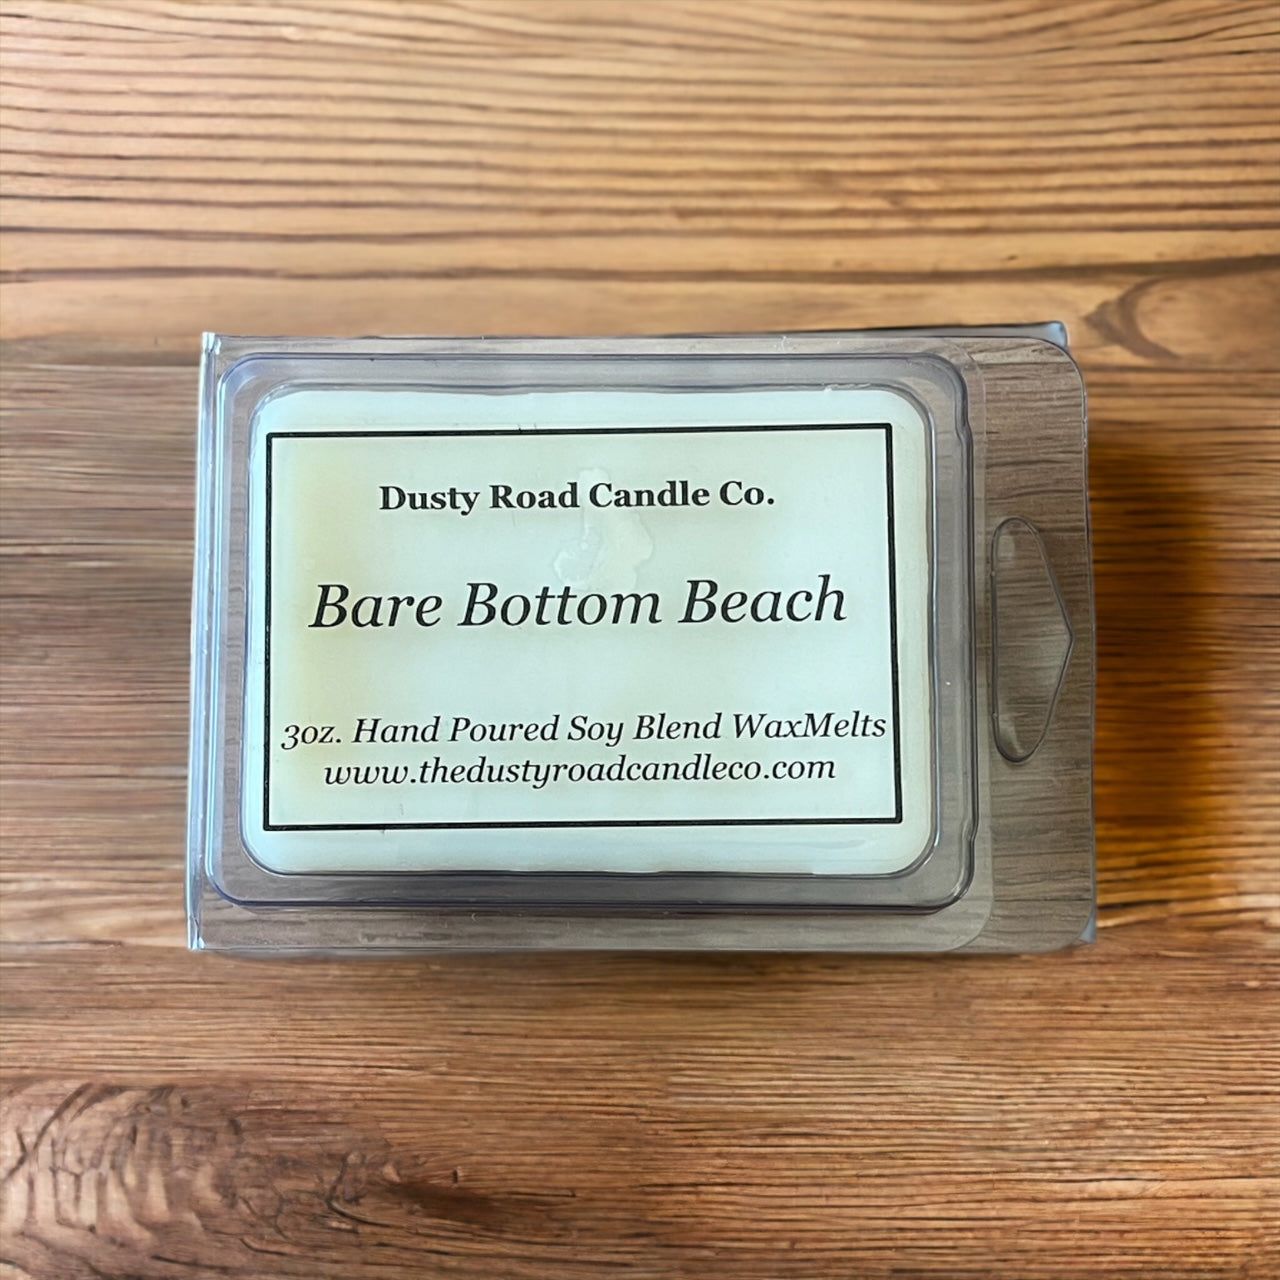 Dusty Road Candle Co.
Bare Bottom Beach
3oz. Hand Poured Soy Blend WaxMelts
www.thedustyroadcandleco.com